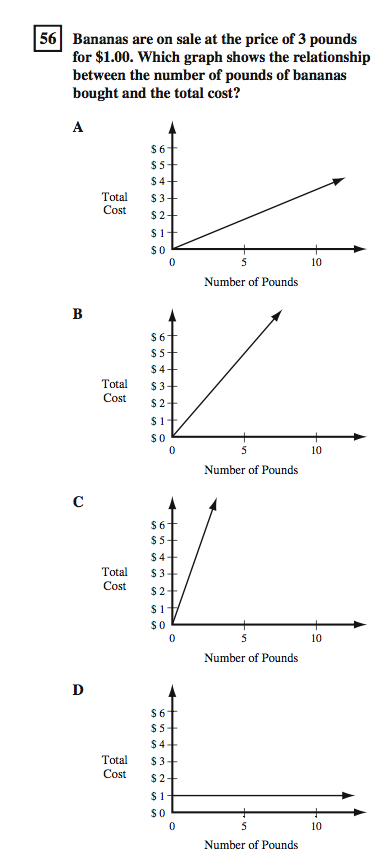 56 Bananas are on sale at the price of 3 pounds
for $1.00. Which graph shows the relationship
between the number of pounds of bananas
bought and the total cost?
A
$ 6
$ 5
$ 4
Total
Cost
$ 3
$ 2
$ 1
$ 0
0 5 10
Number of Pounds
B
$ 6
$ 5
$ 4
Total
Cost
$ 3
$ 2
$ 1
$ 0
0 5 10
Number of Pounds
C
$ 6
$ 5
$ 4
Total
Cost
$ 3
$ 2
$ 1
$ 0
0 5 10
Number of Pounds
D
$ 6
$ 5
$ 4
Total
Cost
$ 3
$ 2
$ 1
$ 0
0 5 10
Number of Pounds